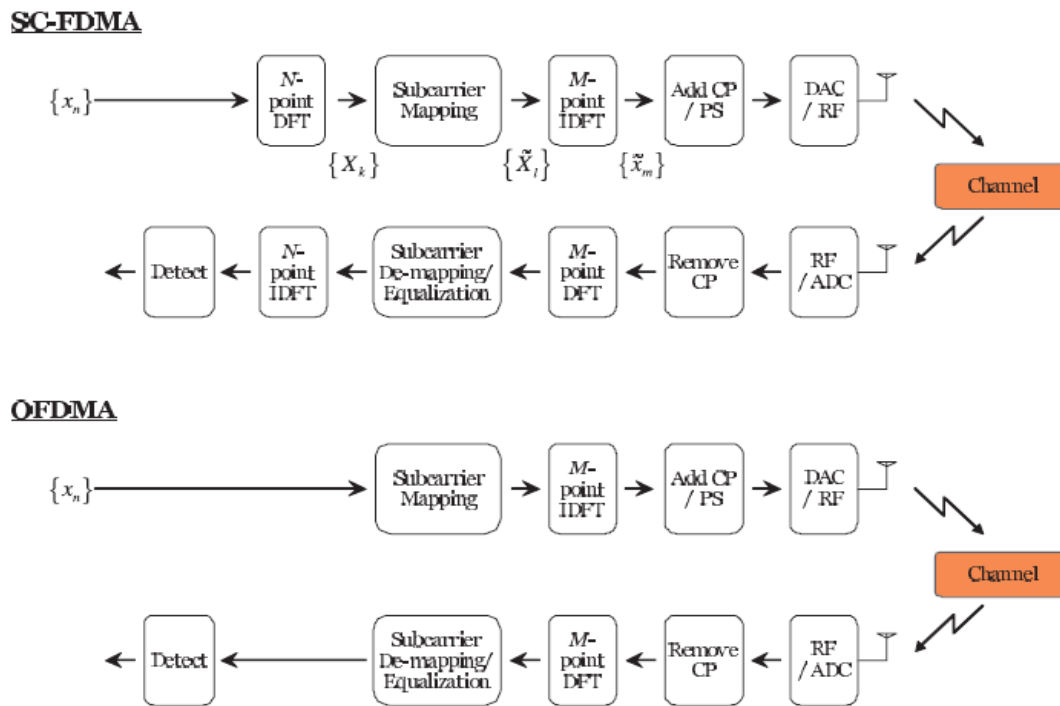 SC-FDMA
{x_n}
N-
point
DFT
Subcarrier
Mapping
M-
point
IDFT
Add CP
/ PS
DAC
/ RF
{X_k}
{X̃_l}
{x̃_m}
Channel
Detect
N-
point
IDFT
Subcarrier
De-mapping/
Equalization
M-
point
DFT
Remove
CP
RF
/ ADC
OFDMA
{x_n}
Subcarrier
Mapping
M-
point
IDFT
Add CP
/ PS
DAC
/ RF
Channel
Detect
Subcarrier
De-mapping/
Equalization
M-
point
DFT
Remove
CP
RF
/ ADC